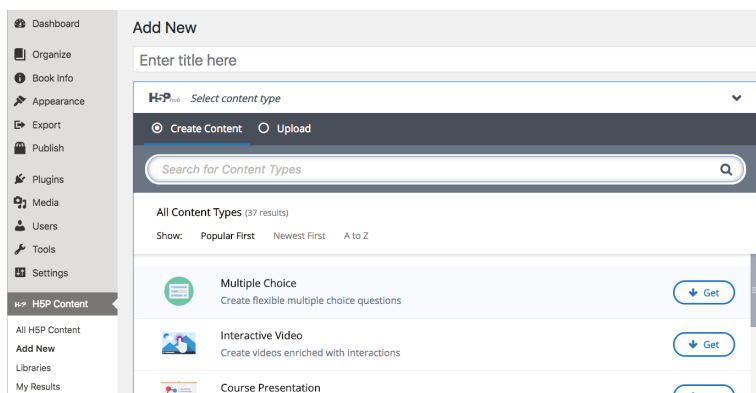 Dashboard
Organize
Book Info
Appearance
Export
Publish
Plugins
Media
Users
Tools
Settings
H5P H5P Content
All H5P Content
Add New
Libraries
My Results
Add New
Enter title here
H5P hub Select content type
Create Content Upload
Search for Content Types
All Content Types (37 results)
Show: Popular First Newest First A to Z
Multiple Choice
Create flexible multiple choice questions
Get
Interactive Video
Create videos enriched with interactions
Get
Course Presentation